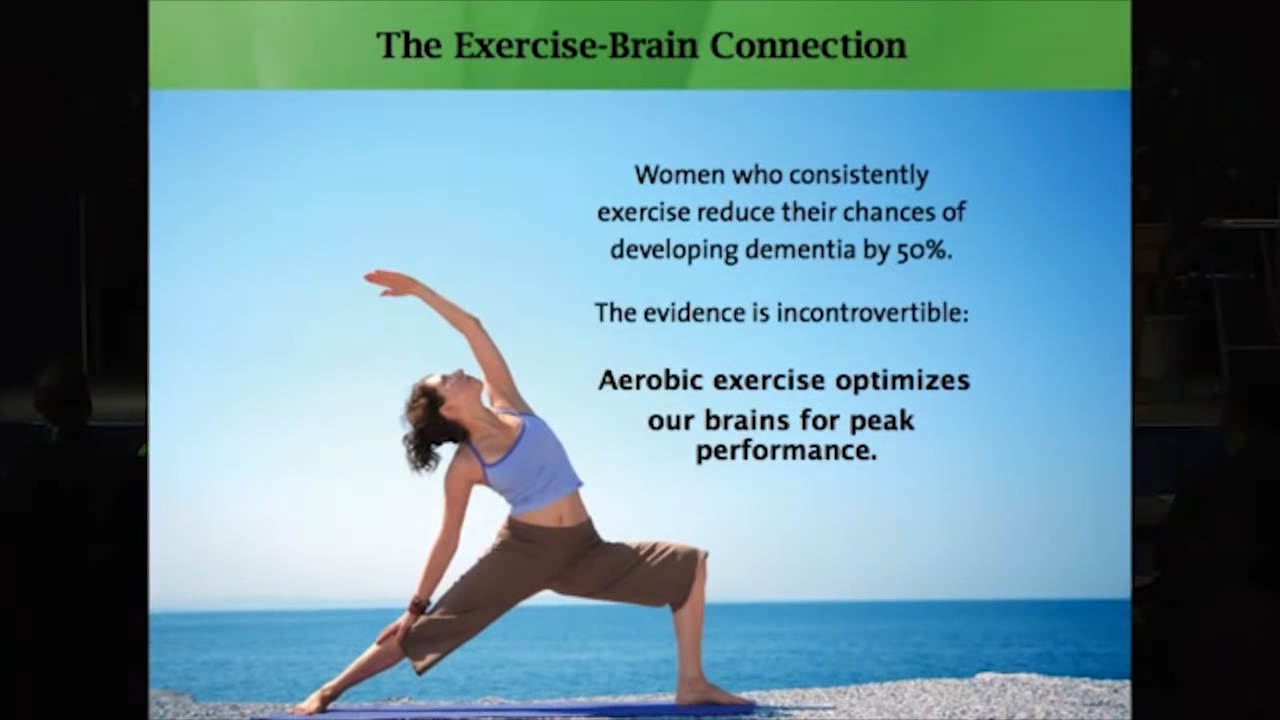 The Exercise-Brain Connection
Women who consistently
exercise reduce their chances of
developing dementia by 50%.
The evidence is incontrovertible:
Aerobic exercise optimizes
our brains for peak
performance.